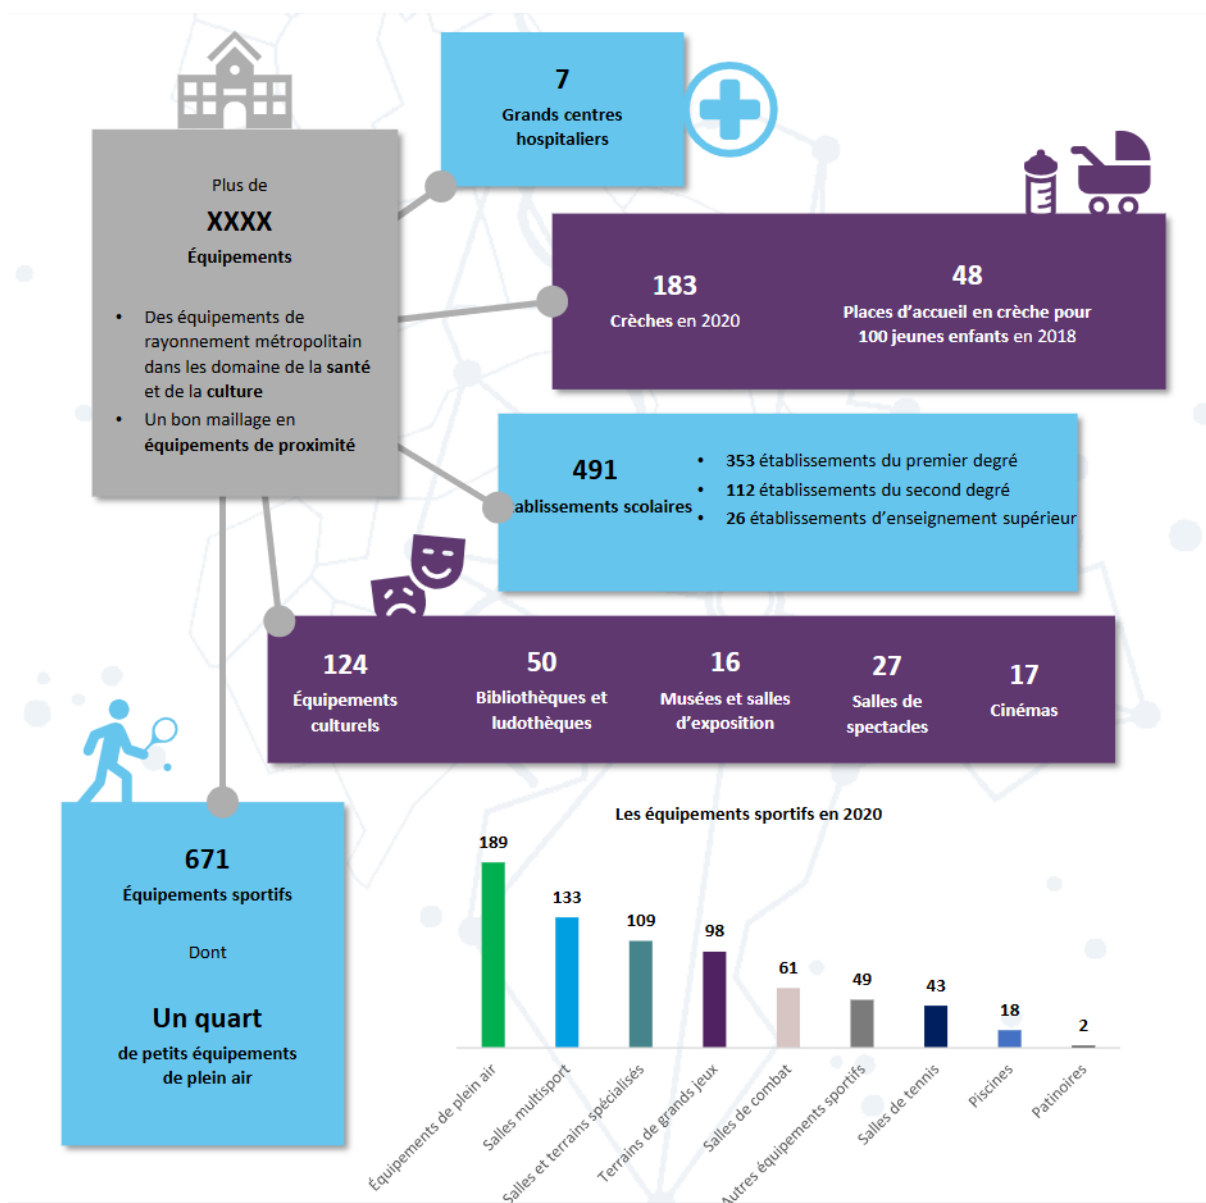 7
Grands centres
hospitaliers
Plus de
XXXX
Équipements
• Des équipements de
rayonnement métropolitain
dans les domaine de la santé
et de la culture
• Un bon maillage en
équipements de proximité
183
Crèches en 2020
48
Places d'accueil en crèche pour
100 jeunes enfants en 2018
491
ablissements scolaires
• 353 établissements du premier degré
• 112 établissements du second degré
• 26 établissements d'enseignement supérieur
124
Équipements
culturels
50
Bibliothèques et
ludothèques
16
Musées et salles
d'exposition
27
Salles de
spectacles
17
Cinémas
671
Équipements sportifs
Dont
Un quart
de petits équipements
de plein air
Les équipements sportifs en 2020
189
133
109
98
61
49
43
18
2
Équipements de plein air
Salles multisport
Salles et terrains spécialisés
Terrains de grands jeux
Salles de combat
Autres équipements sportifs
Salles de tennis
Piscines
Patinoires